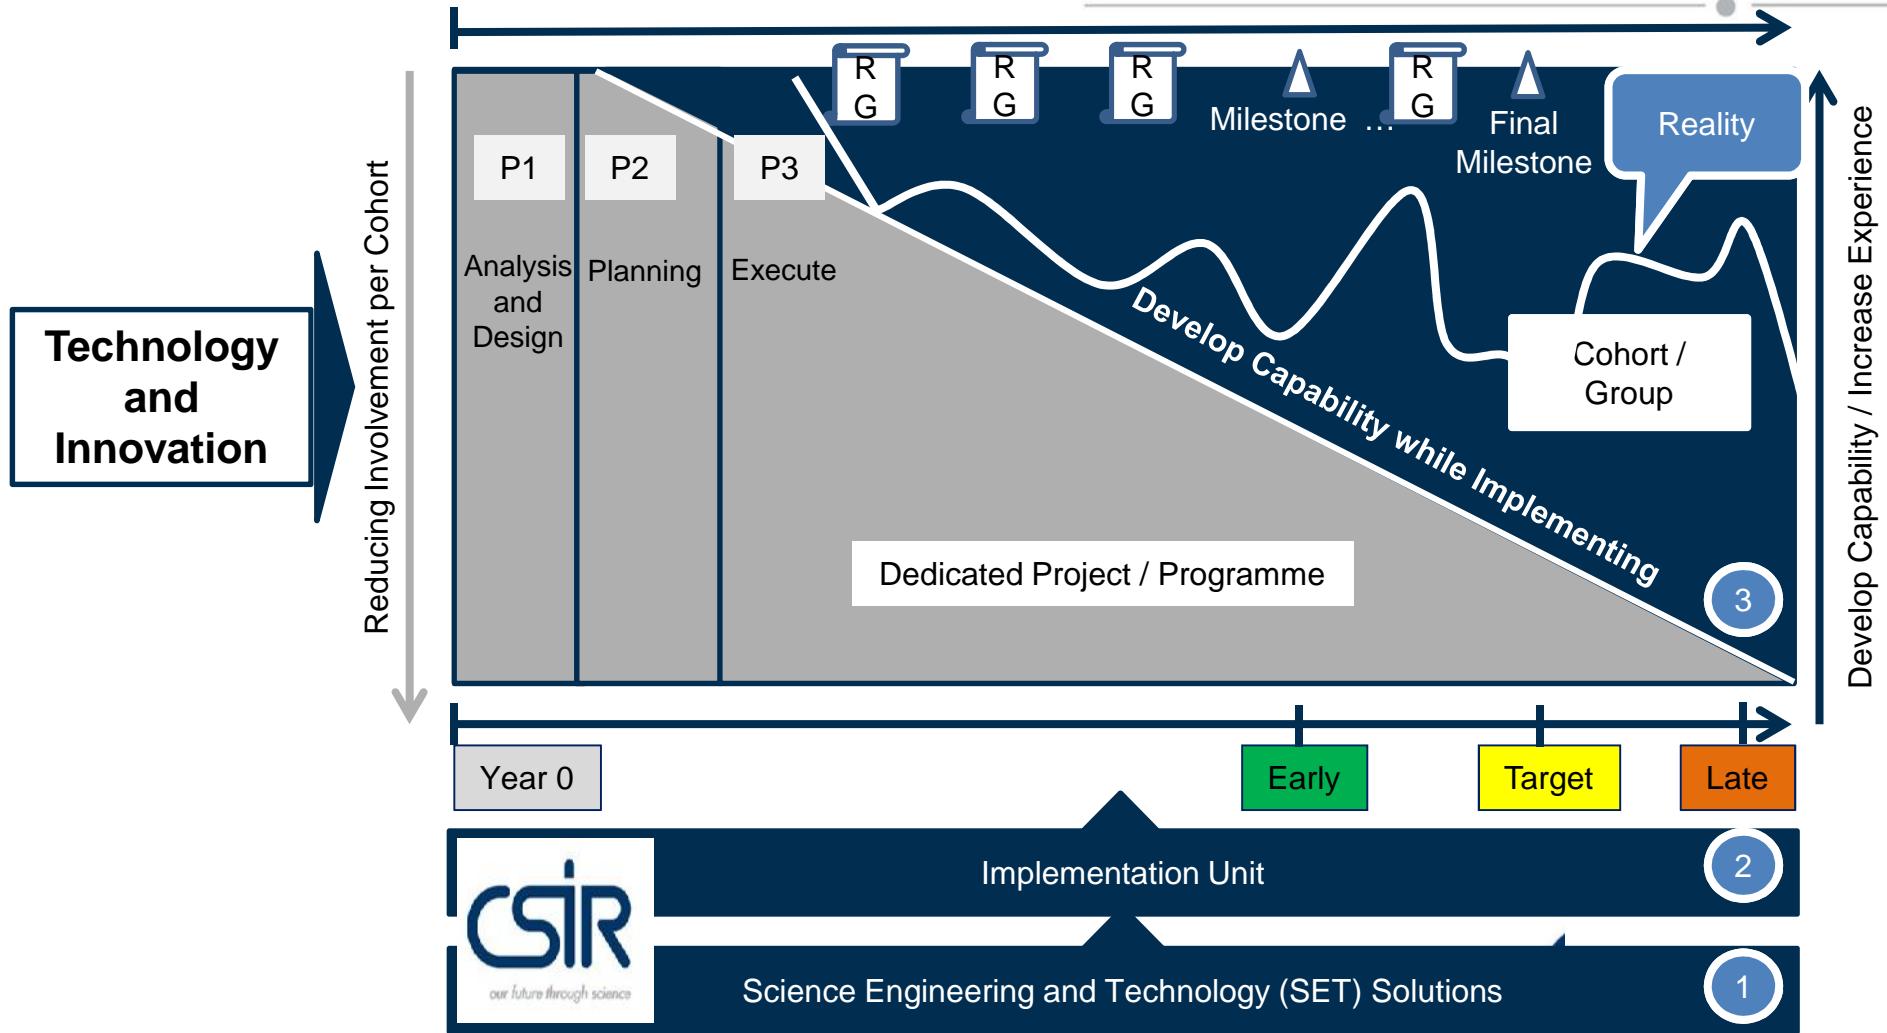 R
G
R
G
R
G
R
G
Milestone ...
Final
Milestone
Reality
P1
P2
P3
Analysis
and
Design
Planning
Execute
Technology
and
Innovation
Reducing Involvement per Cohort
Develop Capability / Increase Experience
Develop Capability while Implementing
Cohort /
Group
Dedicated Project / Programme
3
Year 0
Early
Target
Late
CSIR
our future through science
Implementation Unit
2
Science Engineering and Technology (SET) Solutions
1